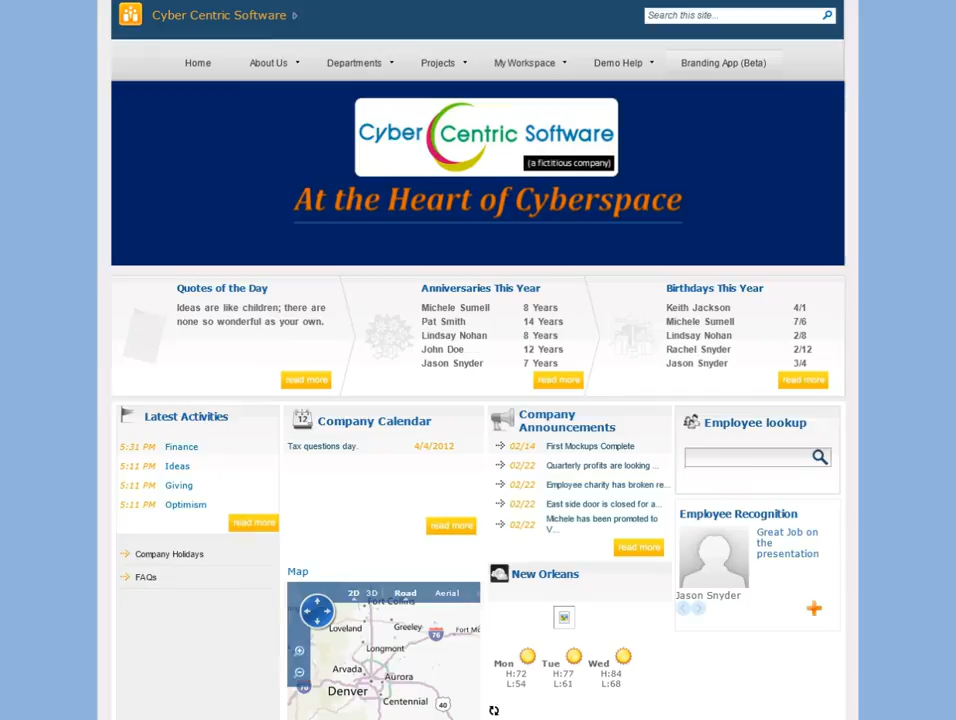 Cyber Centric Software
Search this site...
Home About Us Departments Projects My Workspace Demo Help Branding App (Beta)
Cyber Centric Software
(a fictitious company)
At the Heart of Cyberspace
Quotes of the Day
Ideas are like children; there are
none so wonderful as your own.
read more
Anniversaries This Year
Michele Sumell 8 Years
Pat Smith 14 Years
Lindsay Nohan 8 Years
John Doe 12 Years
Jason Snyder 7 Years
read more
Birthdays This Year
Keith Jackson 4/1
Michele Sumell 7/6
Lindsay Nohan 2/8
Rachel Snyder 2/12
Jason Snyder 3/4
read more
Latest Activities
5:31 PM Finance
5:11 PM Ideas
5:11 PM Giving
5:11 PM Optimism
read more
Company Holidays
FAQs
12
Company Calendar
Tax questions day. 4/4/2012
read more
Map
2D 3D Road Aerial
Fort Collins
Loveland
Greeley
76
Fort M
Longmont
Arvada
Aurora
70
Denver
Centennial
40
Company
Announcements
02/14 First Mockups Complete
02/22 Quarterly profits are looking ...
02/22 Employee charity has broken re...
02/22 East side door is closed for a...
02/22 Michele has been promoted to
V...
read more
New Orleans
Mon Tue Wed
H:72 H:77 H:84
L:54 L:61 L:68
Employee lookup
Employee Recognition
Great Job on
the
presentation
Jason Snyder